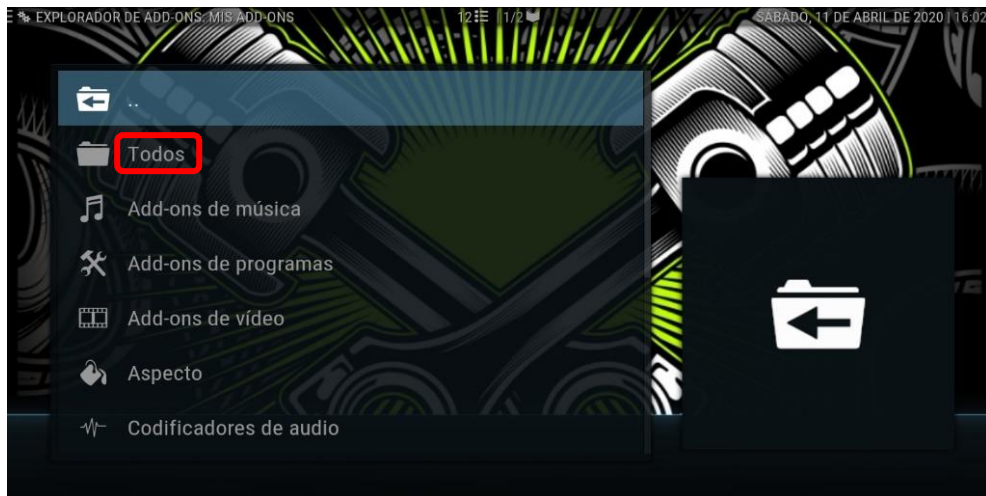 EXPLORADOR DE ADD-ONS: MIS ADD-ONS
12 | 1/2
SÁBADO, 11 DE ABRIL DE 2020 | 16:02
..
Todos
Add-ons de música
Add-ons de programas
Add-ons de vídeo
Aspecto
Codificadores de audio